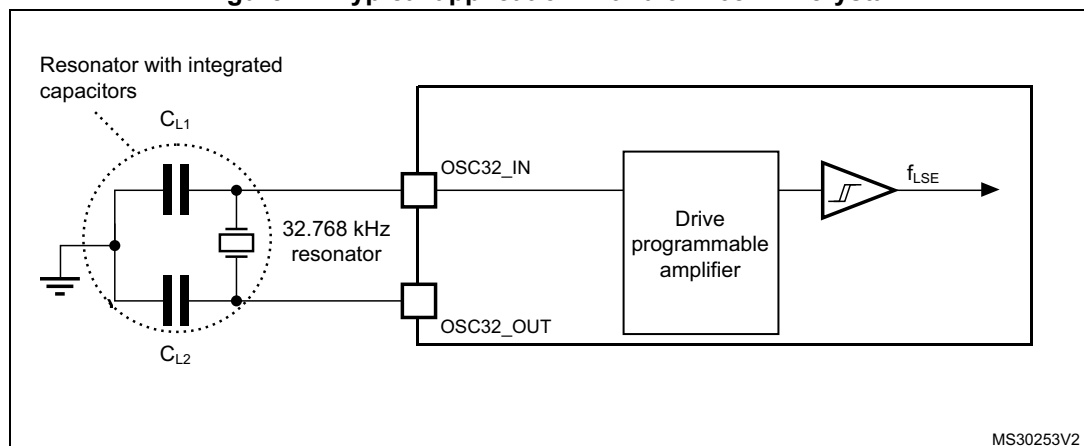 Resonator with integrated
capacitors
CL1
OSC32_IN
fLSE
32.768 kHz
resonator
Drive
programmable
amplifier
OSC32_OUT
CL2
MS30253V2